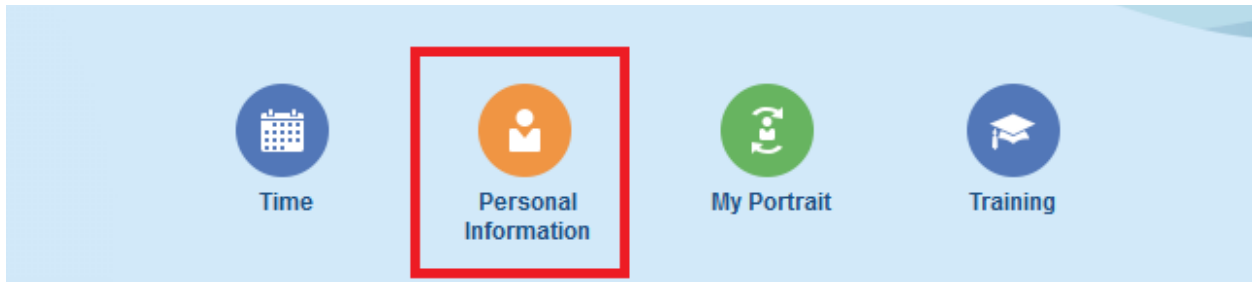 Time
Personal
Information
My Portrait
Training